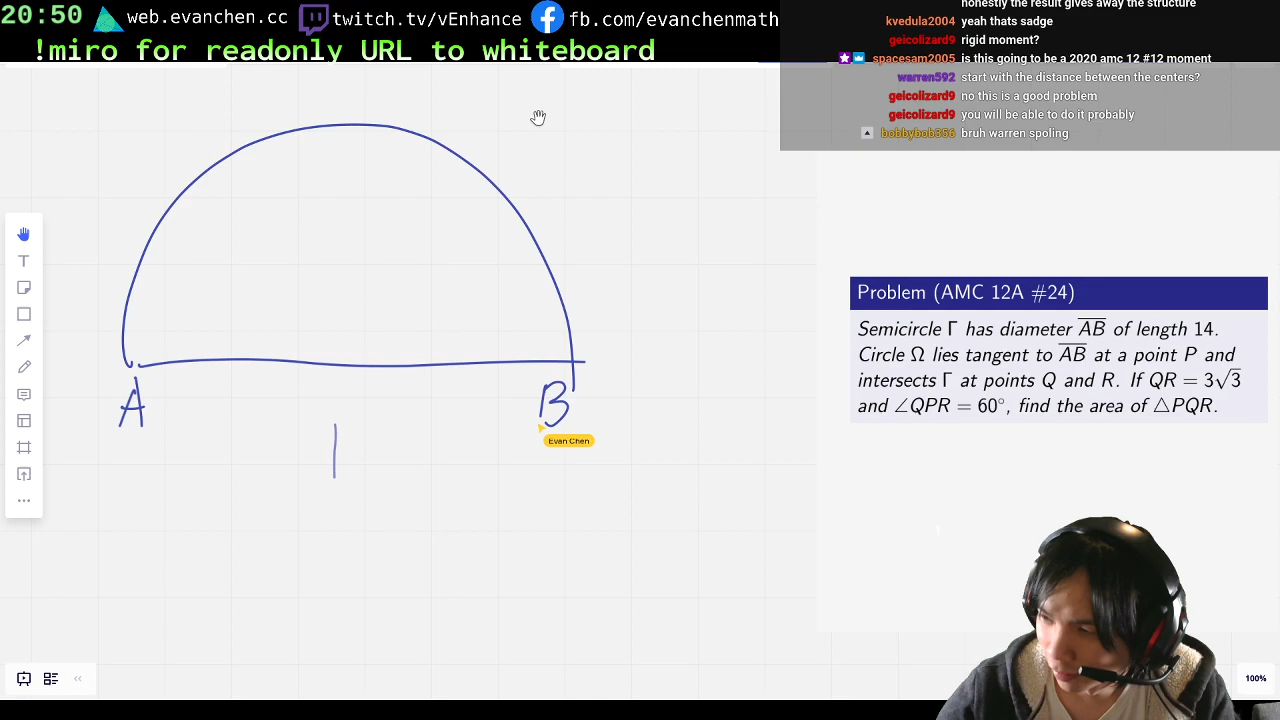 20:50 web.evanchen.cc twitch.tv/vEnhance fb.com/evanchenmath
!miro for readonly URL to whiteboard
honestly the result gives away the structure
kvedula2004 yeah thats sadge
geicolizard9 rigid moment?
spacesam2005 is this going to be a 2020 amc 12 #12 moment
warren592 start with the distance between the centers?
geicolizard9 no this is a good problem
geicolizard9 you will be able to do it probably
bobbybob356 bruh warren spoling
A
B
Evan Chen
Problem (AMC 12A #24)
Semicircle Γ has diameter \overline{AB} of length 14.
Circle Ω lies tangent to \overline{AB} at a point P and
intersects Γ at points Q and R. If QR = 3√3
and ∠QPR = 60°, find the area of △PQR.
100%